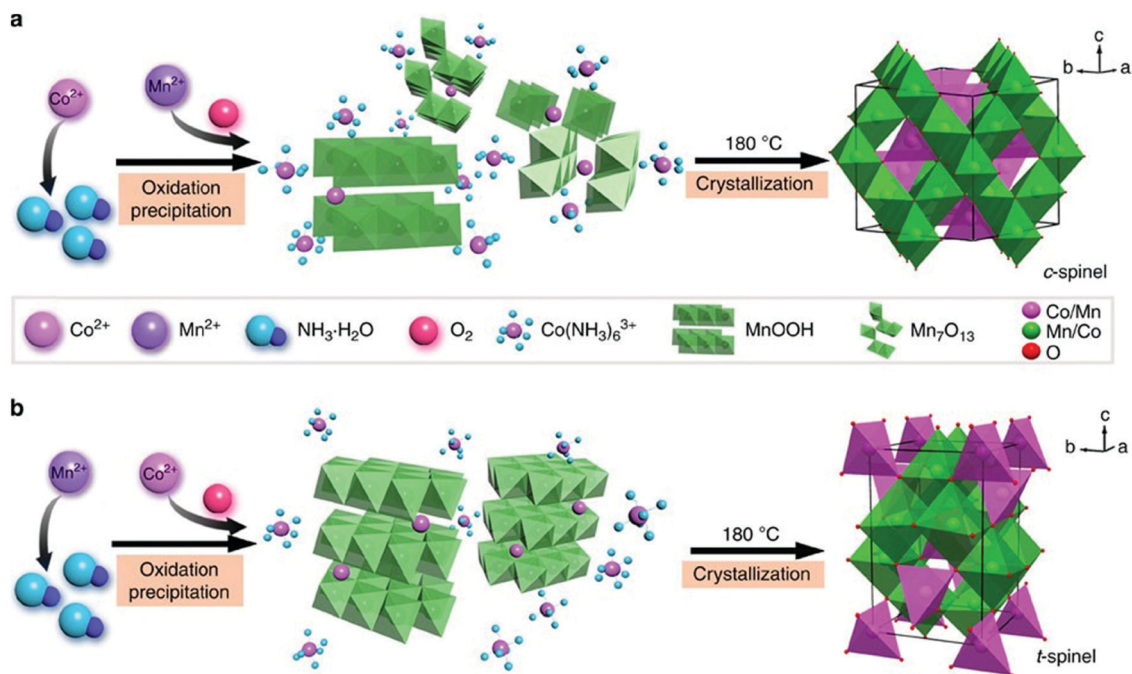 a
Co2+
Mn2+
Oxidation
precipitation
180 °C
Crystallization
c
b
a
c-spinel
Co2+
Mn2+
NH3·H2O
O2
Co(NH3)63+
MnOOH
Mn7O13
Co/Mn
Mn/Co
O
b
Mn2+
Co2+
Oxidation
precipitation
180 °C
Crystallization
c
b
a
t-spinel